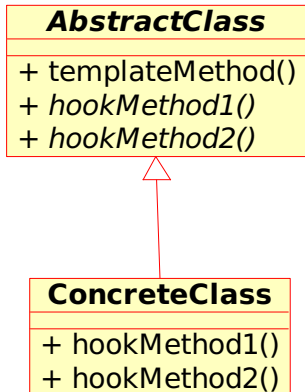 AbstractClass
+ templateMethod()
+ hookMethod1()
+ hookMethod2()
ConcreteClass
+ hookMethod1()
+ hookMethod2()